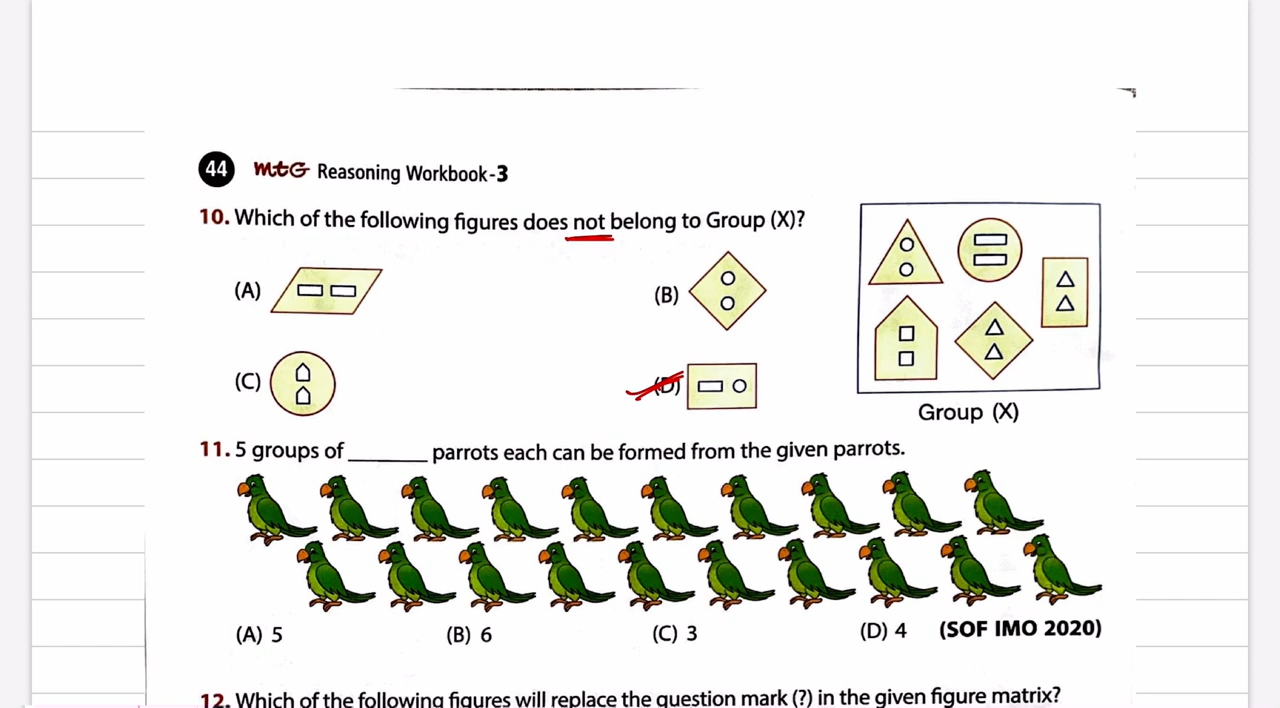 44 mtG Reasoning Workbook-3
10. Which of the following figures does not belong to Group (X)?
(A)
(B)
(C)
(D)
Group (X)
11. 5 groups of ______ parrots each can be formed from the given parrots.
(A) 5 (B) 6 (C) 3 (D) 4 (SOF IMO 2020)
12. Which of the following figures will replace the question mark (?) in the given figure matrix?